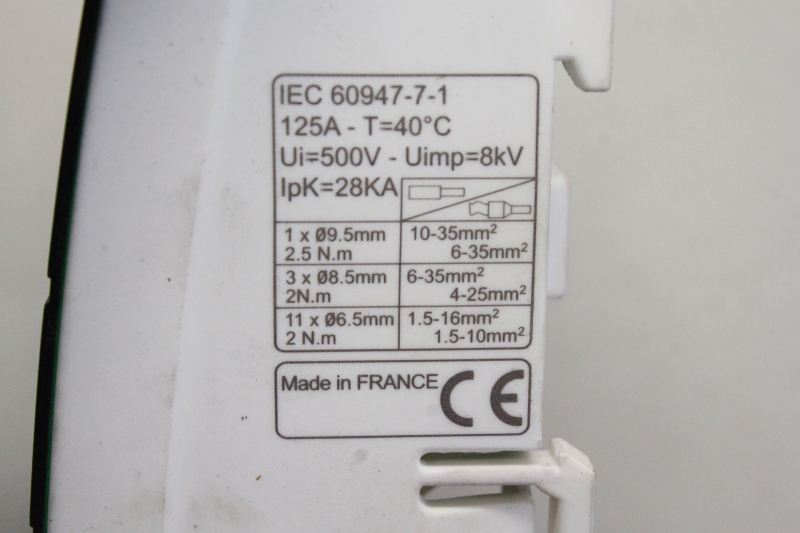 IEC 60947-7-1
125A - T=40°C
Ui=500V - Uimp=8kV
IpK=28KA
1 x Ø9.5mm 10-35mm²
2.5 N.m 6-35mm²
3 x Ø8.5mm 6-35mm²
2N.m 4-25mm²
11 x Ø6.5mm 1.5-16mm²
2 N.m 1.5-10mm²
Made in FRANCE CE